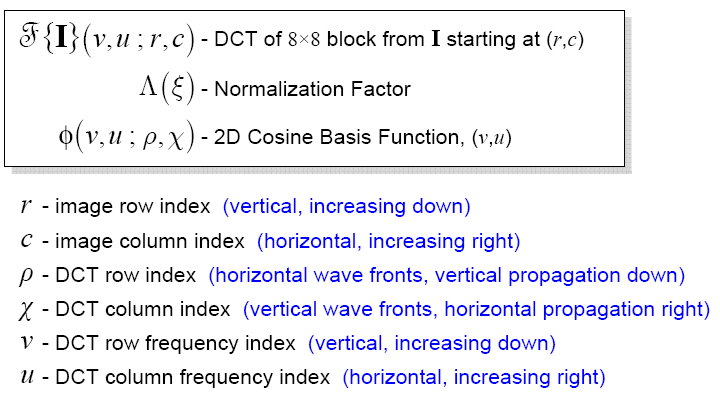 ℱ{I}(v,u ; r,c) - DCT of 8×8 block from I starting at (r,c)
Λ(ξ) - Normalization Factor
ϕ(v,u ; ρ,χ) - 2D Cosine Basis Function, (v,u)
r - image row index (vertical, increasing down)
c - image column index (horizontal, increasing right)
ρ - DCT row index (horizontal wave fronts, vertical propagation down)
χ - DCT column index (vertical wave fronts, horizontal propagation right)
v - DCT row frequency index (vertical, increasing down)
u - DCT column frequency index (horizontal, increasing right)